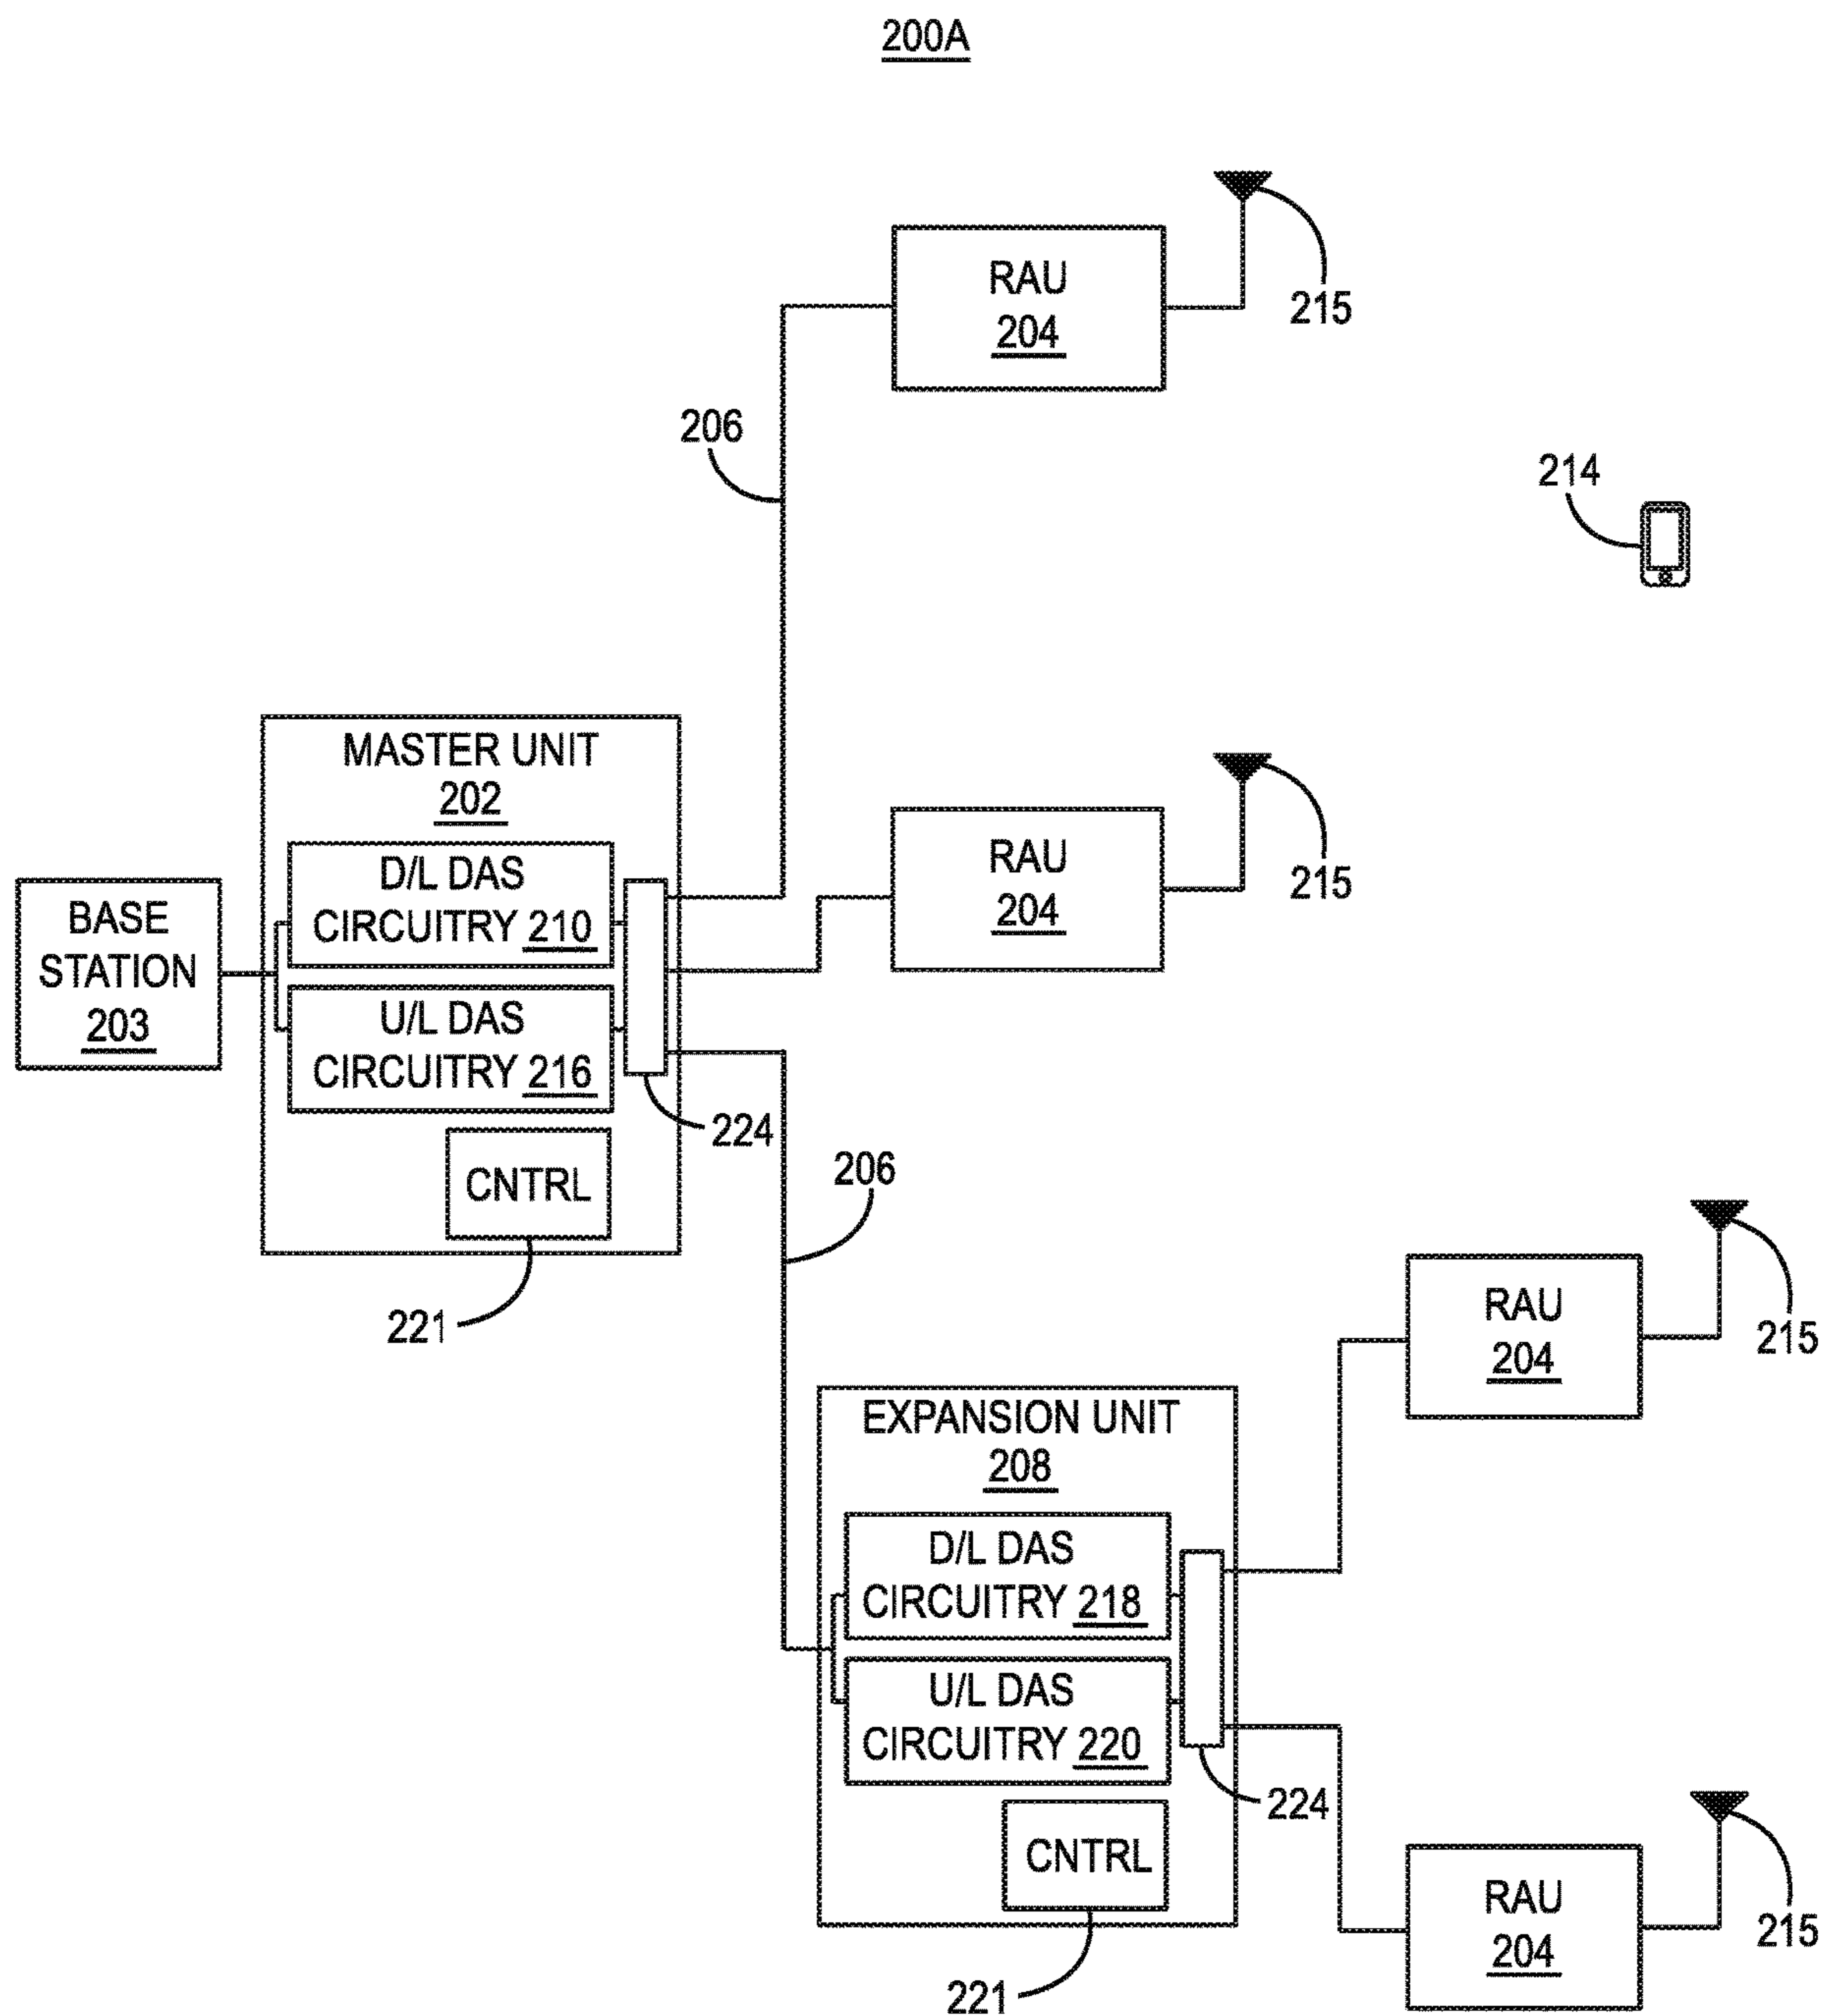 200A
RAU
204
215
206
214
MASTER UNIT
202
D/L DAS
CIRCUITRY 210
U/L DAS
CIRCUITRY 216
CNTRL
224
221
BASE
STATION
203
RAU
204
215
206
EXPANSION UNIT
208
D/L DAS
CIRCUITRY 218
U/L DAS
CIRCUITRY 220
CNTRL
224
221
RAU
204
215
RAU
204
215